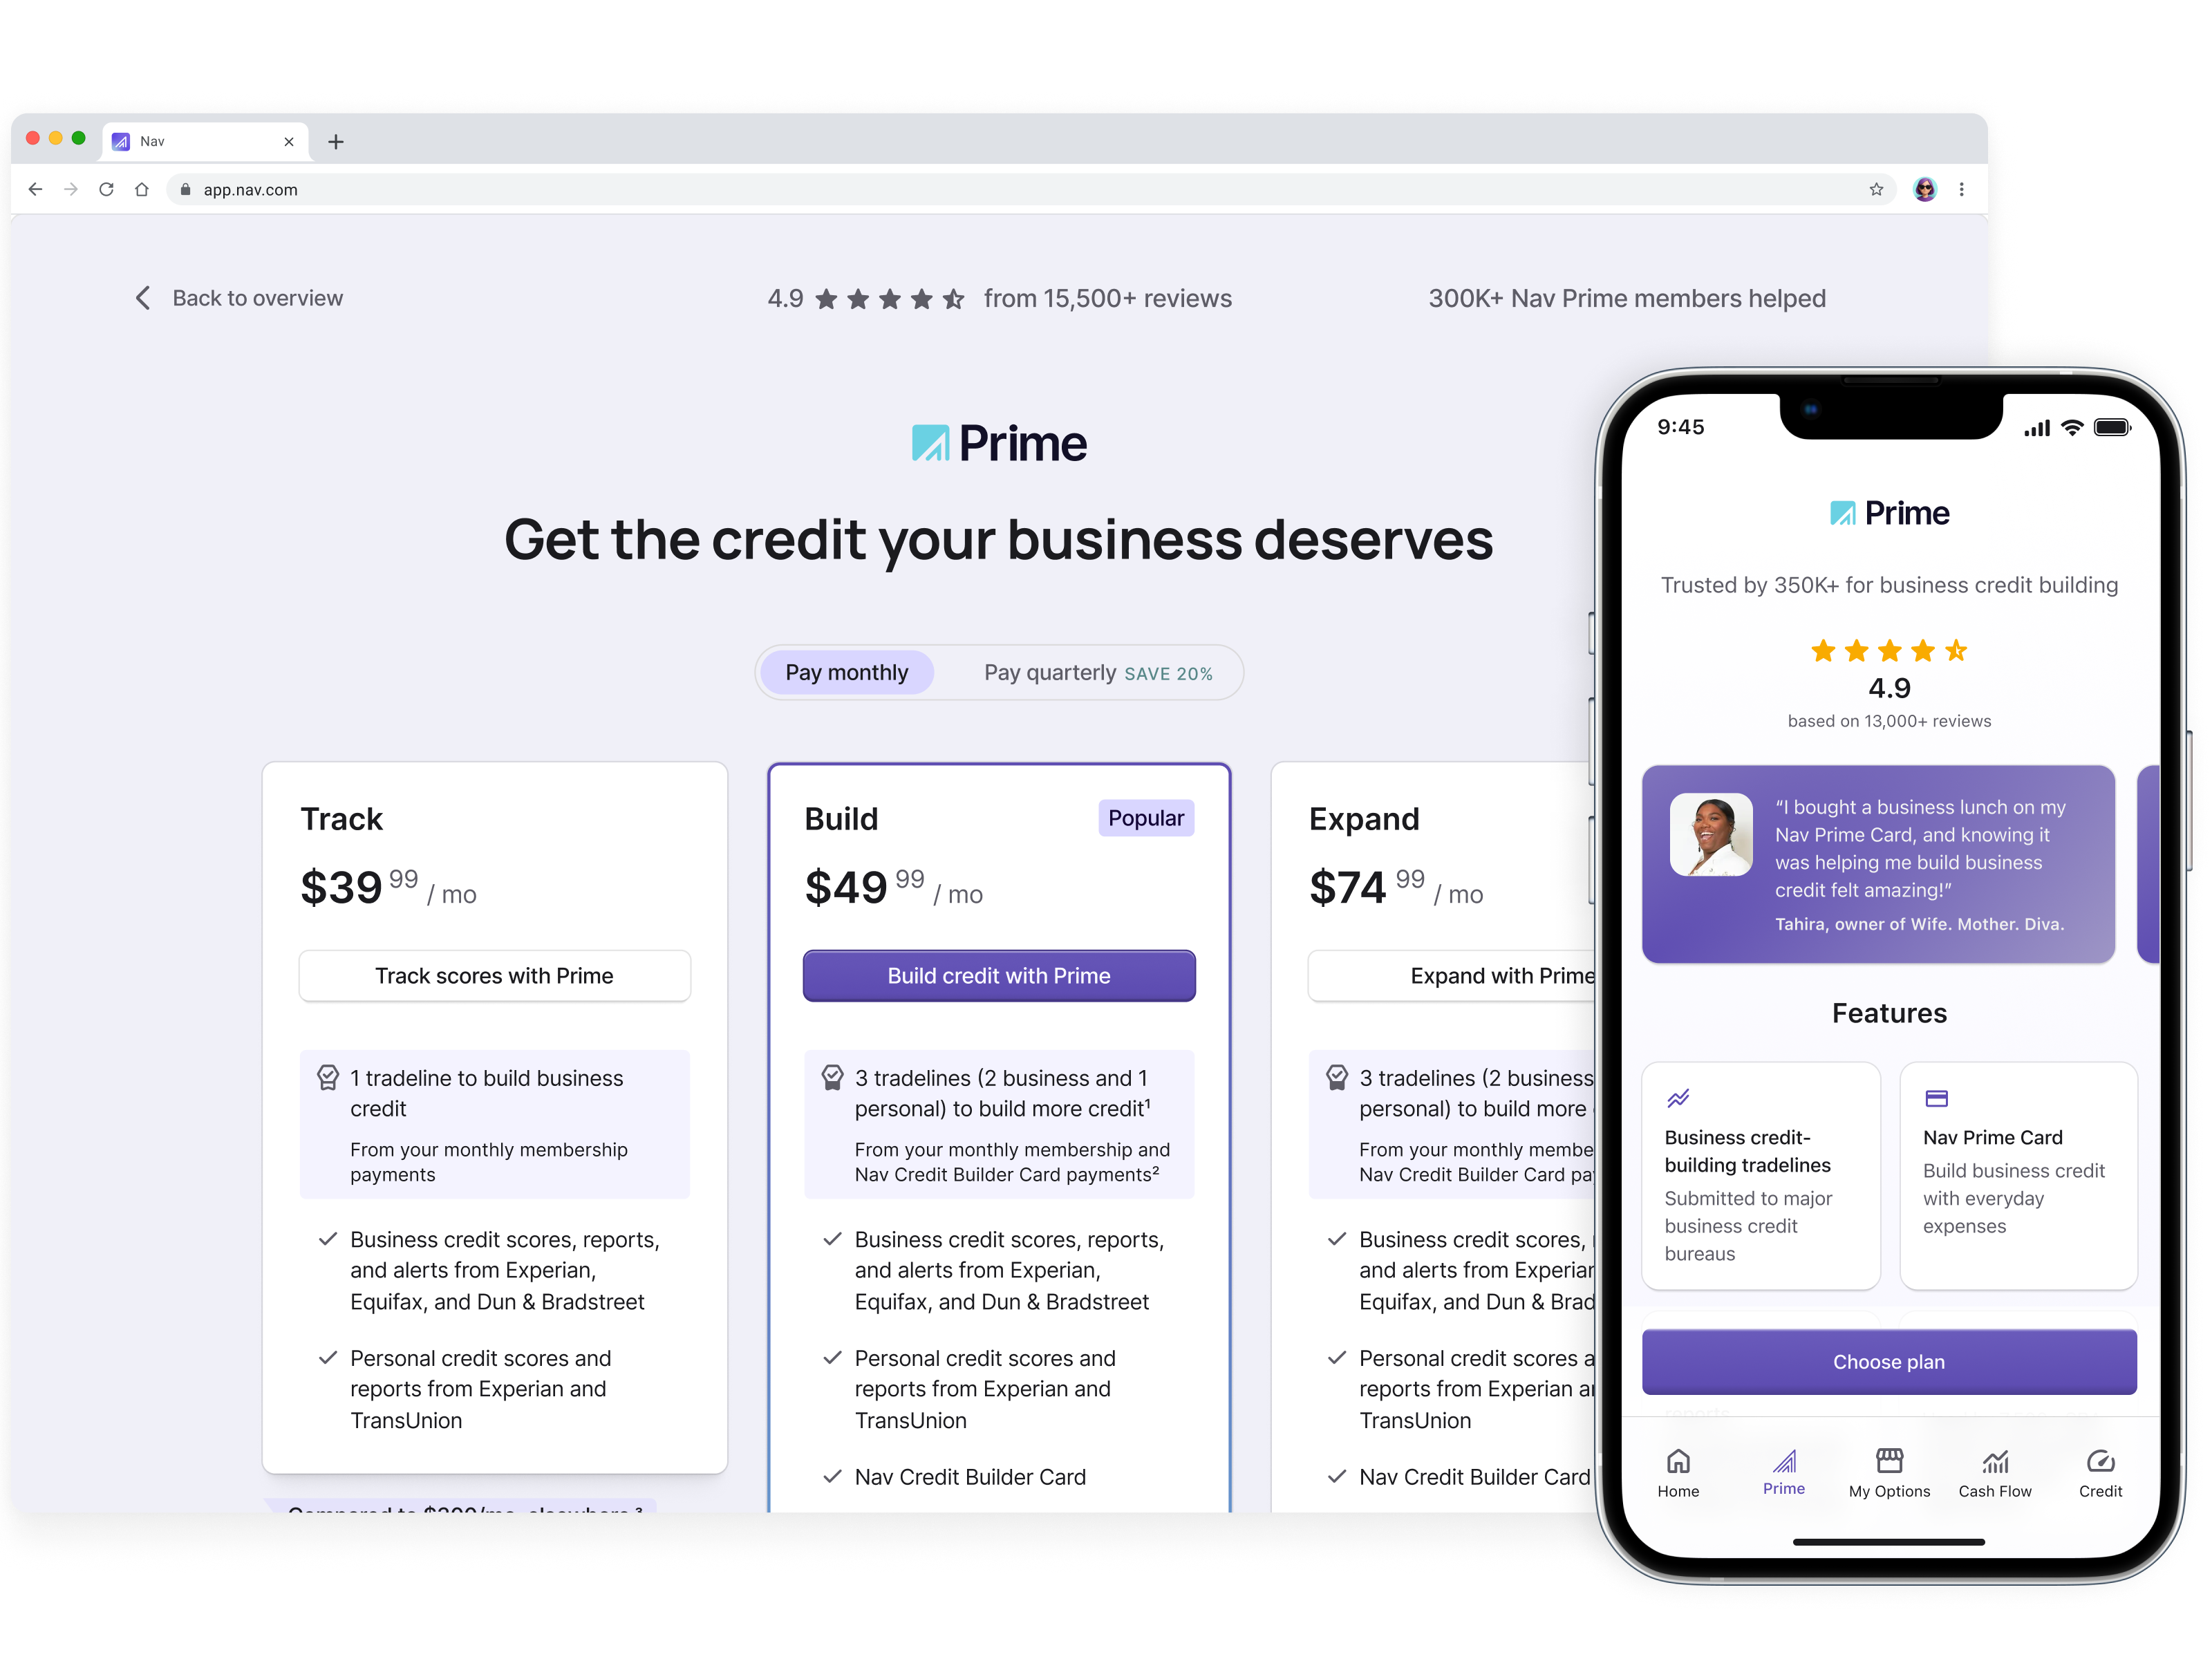 Nav
app.nav.com
Back to overview
4.9
from 15,500+ reviews
300K+ Nav Prime members helped
Prime
Get the credit your business deserves
Pay monthly
Pay quarterly SAVE 20%
Track
$39 99 / mo
Track scores with Prime
1 tradeline to build business
credit
From your monthly membership
payments
Business credit scores, reports,
and alerts from Experian,
Equifax, and Dun & Bradstreet
Personal credit scores and
reports from Experian and
TransUnion
Compared to $200/mo. elsewhere.³
Build
Popular
$49 99 / mo
Build credit with Prime
3 tradelines (2 business and 1
personal) to build more credit¹
From your monthly membership and
Nav Credit Builder Card payments²
Business credit scores, reports,
and alerts from Experian,
Equifax, and Dun & Bradstreet
Personal credit scores and
reports from Experian and
TransUnion
Nav Credit Builder Card
Expand
$74 99 / mo
Expand with Prime
3 tradelines (2 business
personal) to build more
From your monthly membe
Nav Credit Builder Card pa
Business credit scores,
and alerts from Experian
Equifax, and Dun & Brad
Personal credit scores a
reports from Experian a
TransUnion
Nav Credit Builder Card
9:45
Prime
Trusted by 350K+ for business credit building
4.9
based on 13,000+ reviews
“I bought a business lunch on my
Nav Prime Card, and knowing it
was helping me build business
credit felt amazing!”
Tahira, owner of Wife. Mother. Diva.
Features
Business credit-
building tradelines
Submitted to major
business credit
bureaus
Nav Prime Card
Build business credit
with everyday
expenses
Choose plan
reports
Home
Prime
My Options
Cash Flow
Credit